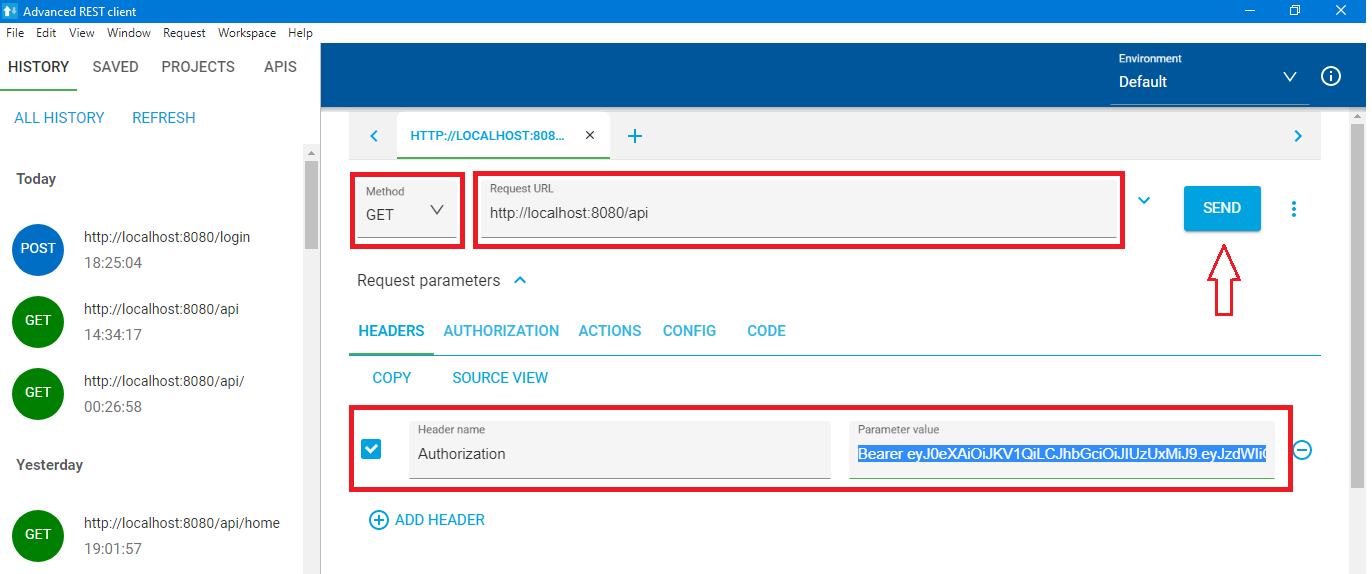 Advanced REST client
File Edit View Window Request Workspace Help
HISTORY SAVED PROJECTS APIS
ALL HISTORY REFRESH
Today
POST
http://localhost:8080/login
18:25:04
GET
http://localhost:8080/api
14:34:17
GET
http://localhost:8080/api/
00:26:58
Yesterday
GET
http://localhost:8080/api/home
19:01:57
Environment
Default
HTTP://LOCALHOST:808...
Method
GET
Request URL
http://localhost:8080/api
SEND
Request parameters
HEADERS AUTHORIZATION ACTIONS CONFIG CODE
COPY SOURCE VIEW
Header name
Authorization
Parameter value
Bearer eyJ0eXAiOiJKV1QiLCJhbGciOiJIUzUxMiJ9.eyJzdWIiO
ADD HEADER